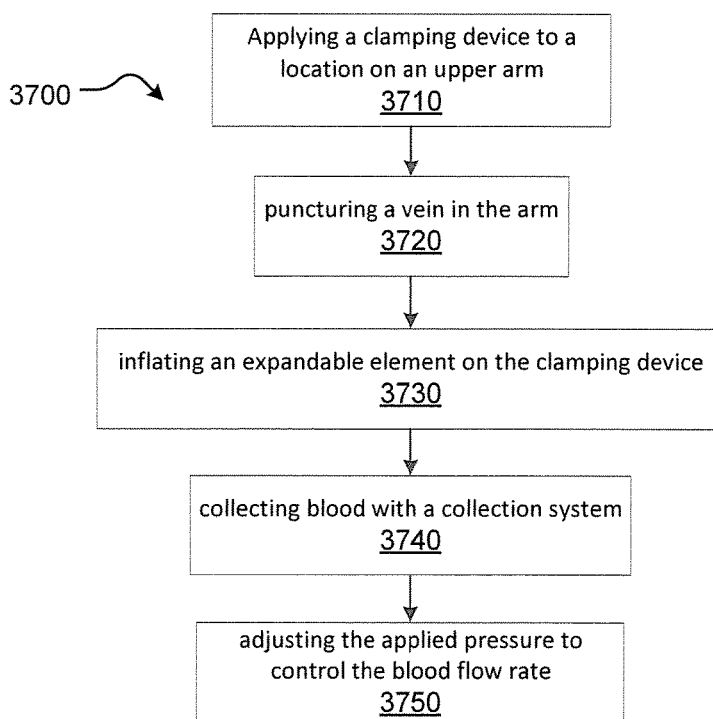 Applying a clamping device to a
location on an upper arm
3710
3700
puncturing a vein in the arm
3720
inflating an expandable element on the clamping device
3730
collecting blood with a collection system
3740
adjusting the applied pressure to
control the blood flow rate
3750